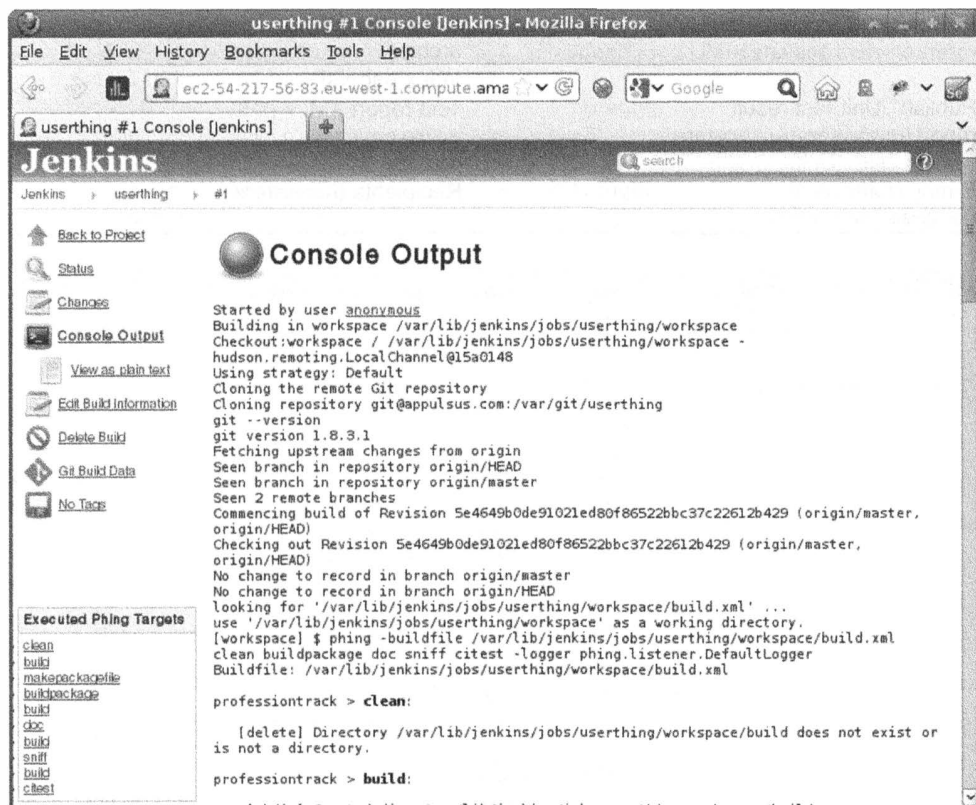 userthing #1 Console [Jenkins] - Mozilla Firefox
File Edit View History Bookmarks Tools Help
ec2-54-217-56-83.eu-west-1.compute.ama
Google
userthing #1 Console [Jenkins]
Jenkins
search
Jenkins userthing #1
Back to Project
Status
Changes
Console Output
View as plain text
Edit Build Information
Delete Build
Git Build Data
No Tags
Executed Phing Targets
clean
build
makepackagefile
buildpackage
build
doc
build
sniff
build
citest
Console Output
Started by user anonymous
Building in workspace /var/lib/jenkins/jobs/userthing/workspace
Checkout:workspace / /var/lib/jenkins/jobs/userthing/workspace -
hudson.remoting.LocalChannel@15a0148
Using strategy: Default
Cloning the remote Git repository
Cloning repository git@appulsus.com:/var/git/userthing
git --version
git version 1.8.3.1
Fetching upstream changes from origin
Seen branch in repository origin/HEAD
Seen branch in repository origin/master
Seen 2 remote branches
Commencing build of Revision 5e4649b0de91021ed80f86522bbc37c22612b429 (origin/master,
origin/HEAD)
Checking out Revision 5e4649b0de91021ed80f86522bbc37c22612b429 (origin/master,
origin/HEAD)
No change to record in branch origin/master
No change to record in branch origin/HEAD
looking for '/var/lib/jenkins/jobs/userthing/workspace/build.xml' ...
use '/var/lib/jenkins/jobs/userthing/workspace' as a working directory.
[workspace] $ phing -buildfile /var/lib/jenkins/jobs/userthing/workspace/build.xml
clean buildpackage doc sniff citest -logger phing.listener.DefaultLogger
Buildfile: /var/lib/jenkins/jobs/userthing/workspace/build.xml
professiontrack > clean:
[delete] Directory /var/lib/jenkins/jobs/userthing/workspace/build does not exist or
is not a directory.
professiontrack > build: